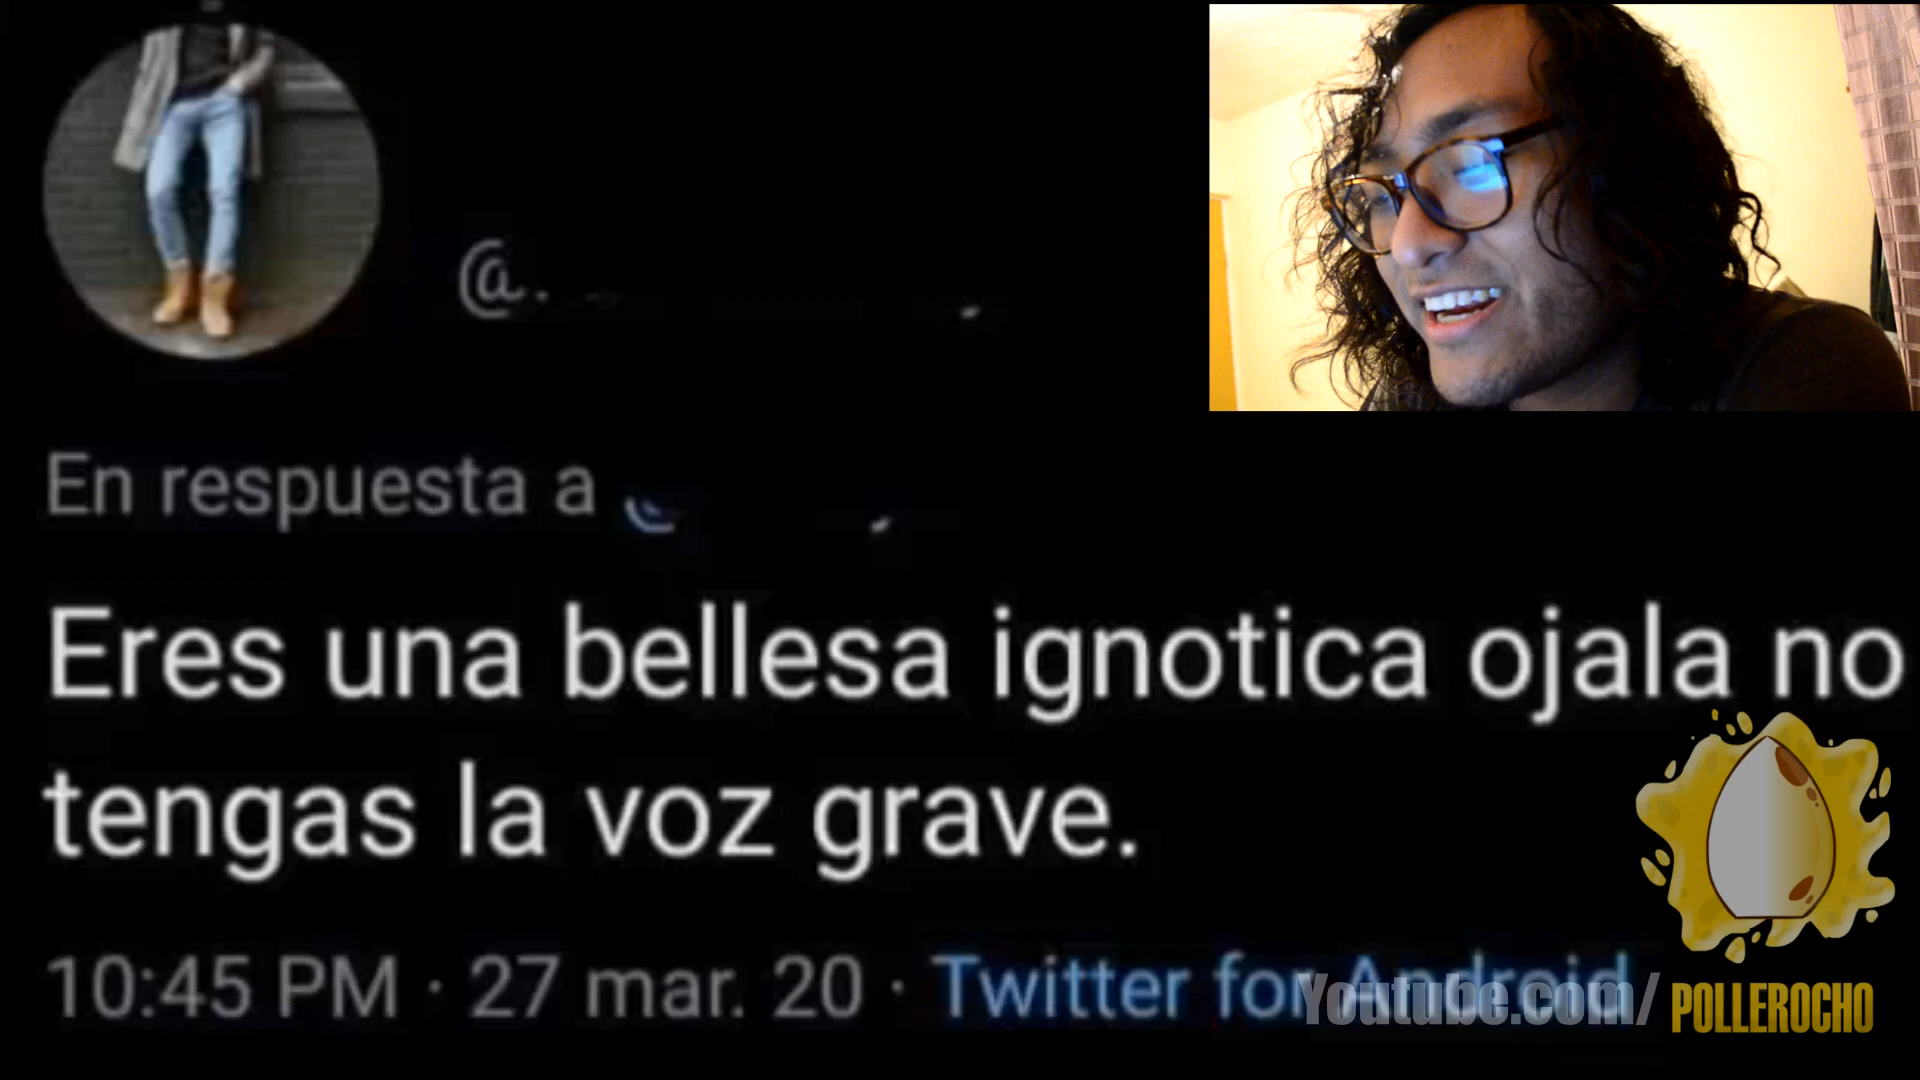 @.
En respuesta a
Eres una bellesa ignotica ojala no
tengas la voz grave.
10:45 PM · 27 mar. 20 · Twitter for Android
Youtube.com/ POLLEROCHO